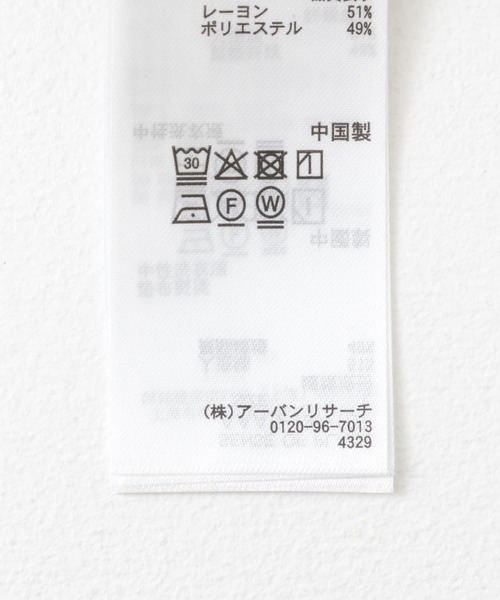 レーヨン 51%
ポリエステル 49%
中国製
30
F W
(株)アーバンリサーチ
0120-96-7013
4329